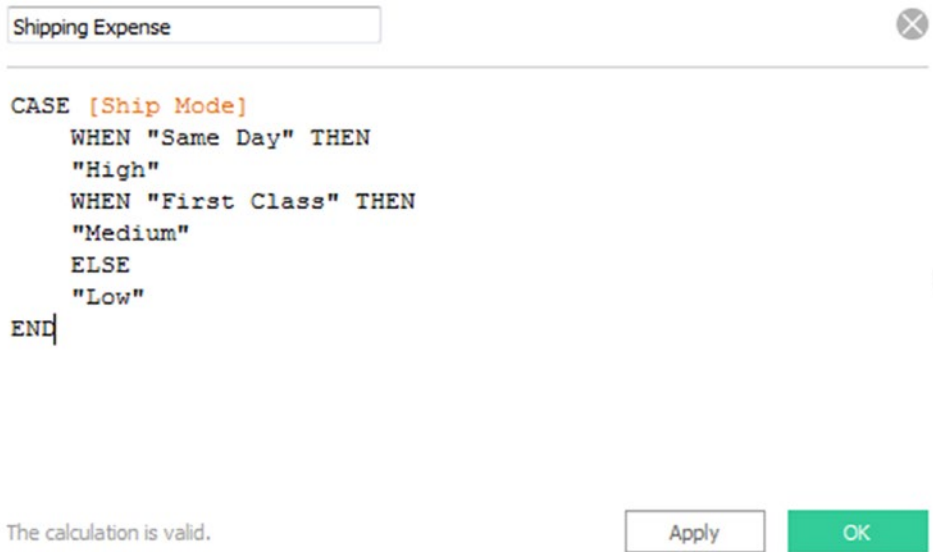 Shipping Expense
CASE [Ship Mode]
WHEN "Same Day" THEN
"High"
WHEN "First Class" THEN
"Medium"
ELSE
"Low"
END
The calculation is valid.
Apply
OK